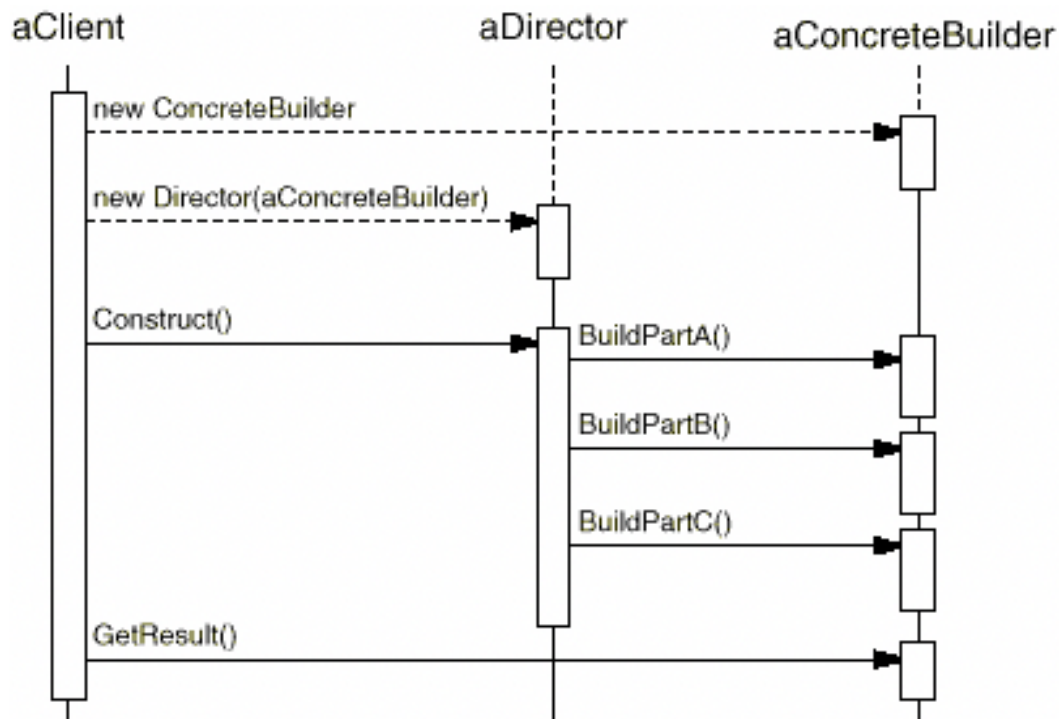 aClient
aDirector
aConcreteBuilder
new ConcreteBuilder
new Director(aConcreteBuilder)
Construct()
BuildPartA()
BuildPartB()
BuildPartC()
GetResult()